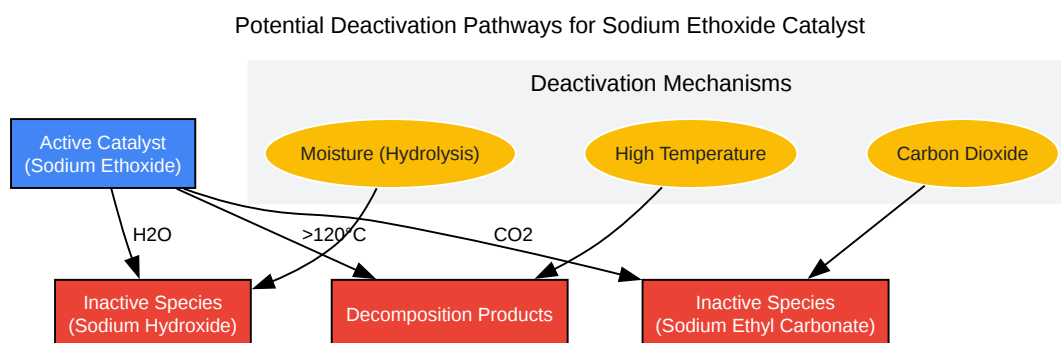 Potential Deactivation Pathways for Sodium Ethoxide Catalyst
Deactivation Mechanisms
Active Catalyst
(Sodium Ethoxide)
Moisture (Hydrolysis)
High Temperature
Carbon Dioxide
H2O
>120°C
CO2
Inactive Species
(Sodium Hydroxide)
Decomposition Products
Inactive Species
(Sodium Ethyl Carbonate)